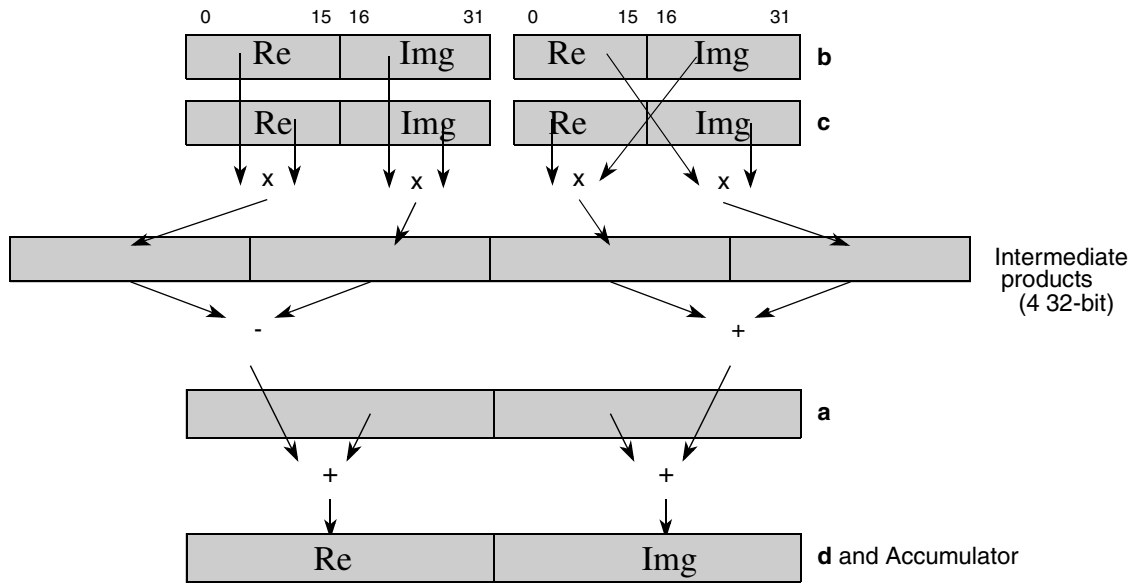 0 15 16 31 0 15 16 31
Re Img Re Img b
Re Img Re Img c
x x x x
Intermediate
products
(4 32-bit)
- +
a
+ +
Re Img d and Accumulator